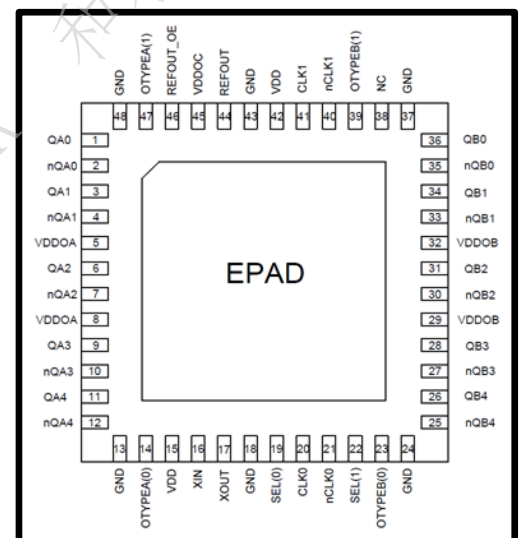 和
GND
OTYPEA(1)
REFOUT_OE
VDDOC
REFOUT
GND
VDD
CLK1
nCLK1
OTYPEB(1)
NC
GND
48
47
46
45
44
43
42
41
40
39
38
37
QA0 1
nQA0 2
QA1 3
nQA1 4
VDDOA 5
QA2 6
nQA2 7
VDDOA 8
QA3 9
nQA3 10
QA4 11
nQA4 12
EPAD
36 QB0
35 nQB0
34 QB1
33 nQB1
32 VDDOB
31 QB2
30 nQB2
29 VDDOB
28 QB3
27 nQB3
26 QB4
25 nQB4
13
14
15
16
17
18
19
20
21
22
23
24
GND
OTYPEA(0)
VDD
XIN
XOUT
GND
SEL(0)
CLK0
nCLK0
SEL(1)
OTYPEB(0)
GND